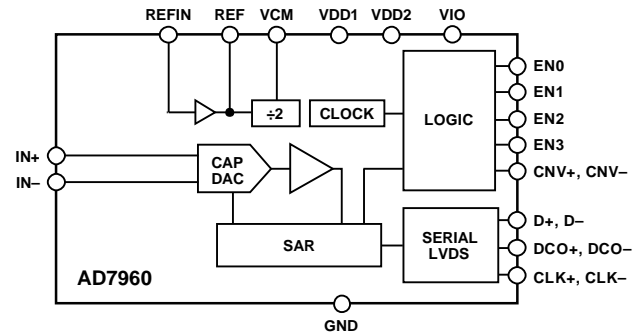 REFIN REF VCM VDD1 VDD2 VIO
EN0
EN1
÷2
CLOCK
LOGIC
EN2
EN3
IN+
CAP
DAC
CNV+, CNV–
IN–
D+, D–
SAR
SERIAL
LVDS
DCO+, DCO–
AD7960
CLK+, CLK–
GND